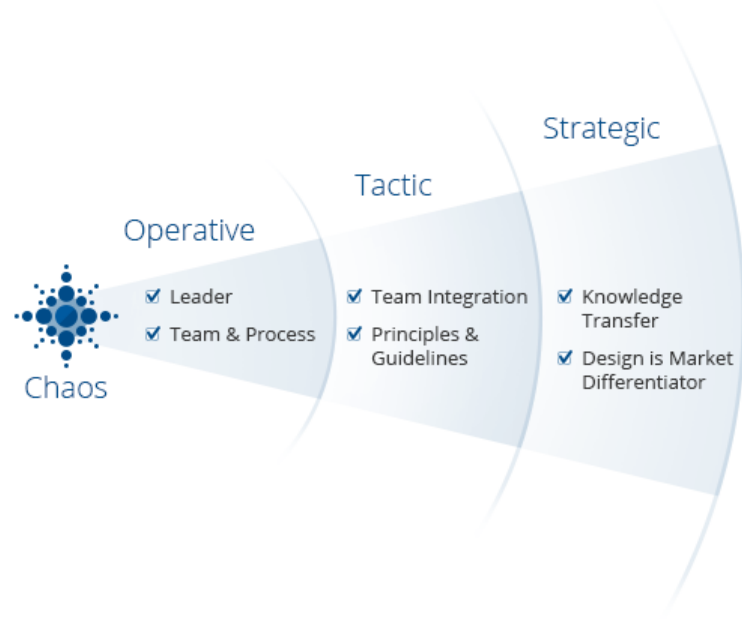 Strategic
Tactic
Operative
Chaos
Leader
Team & Process
Team Integration
Principles &
Guidelines
Knowledge
Transfer
Design is Market
Differentiator